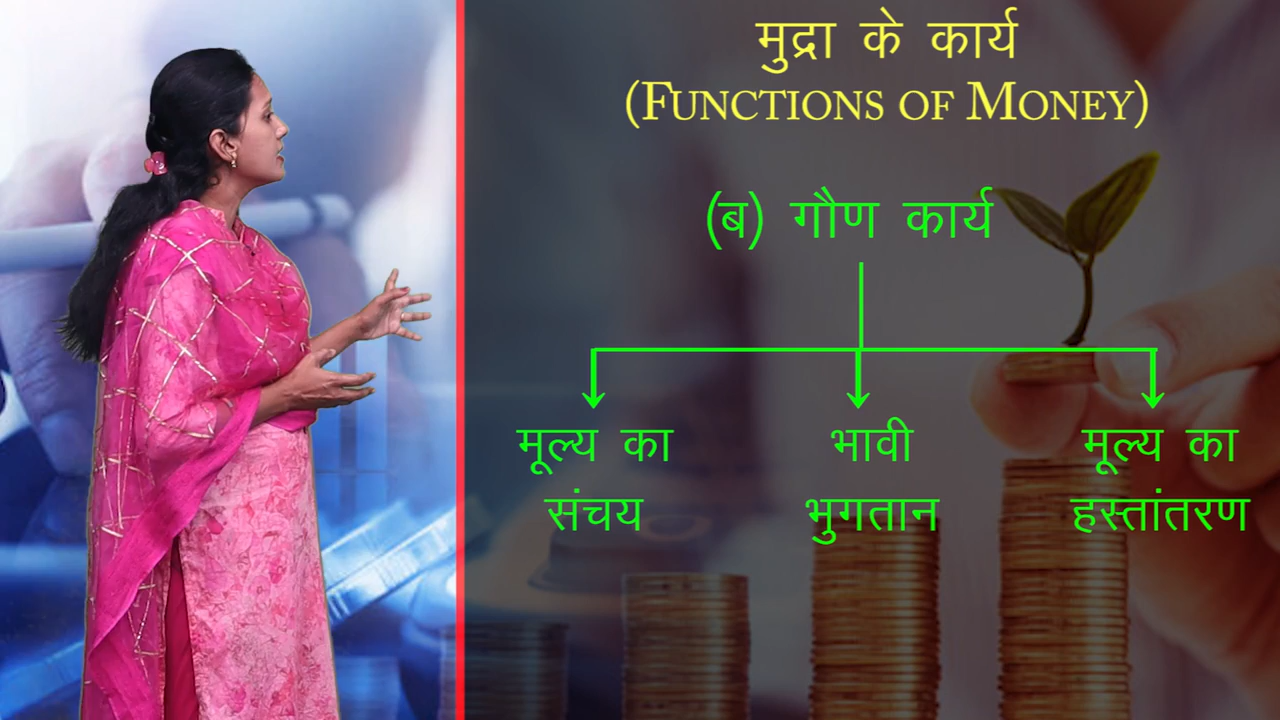 मुद्रा के कार्य
(FUNCTIONS OF MONEY)
(ब) गौण कार्य
मूल्य का
संचय
भावी
भुगतान
मूल्य का
हस्तांतरण